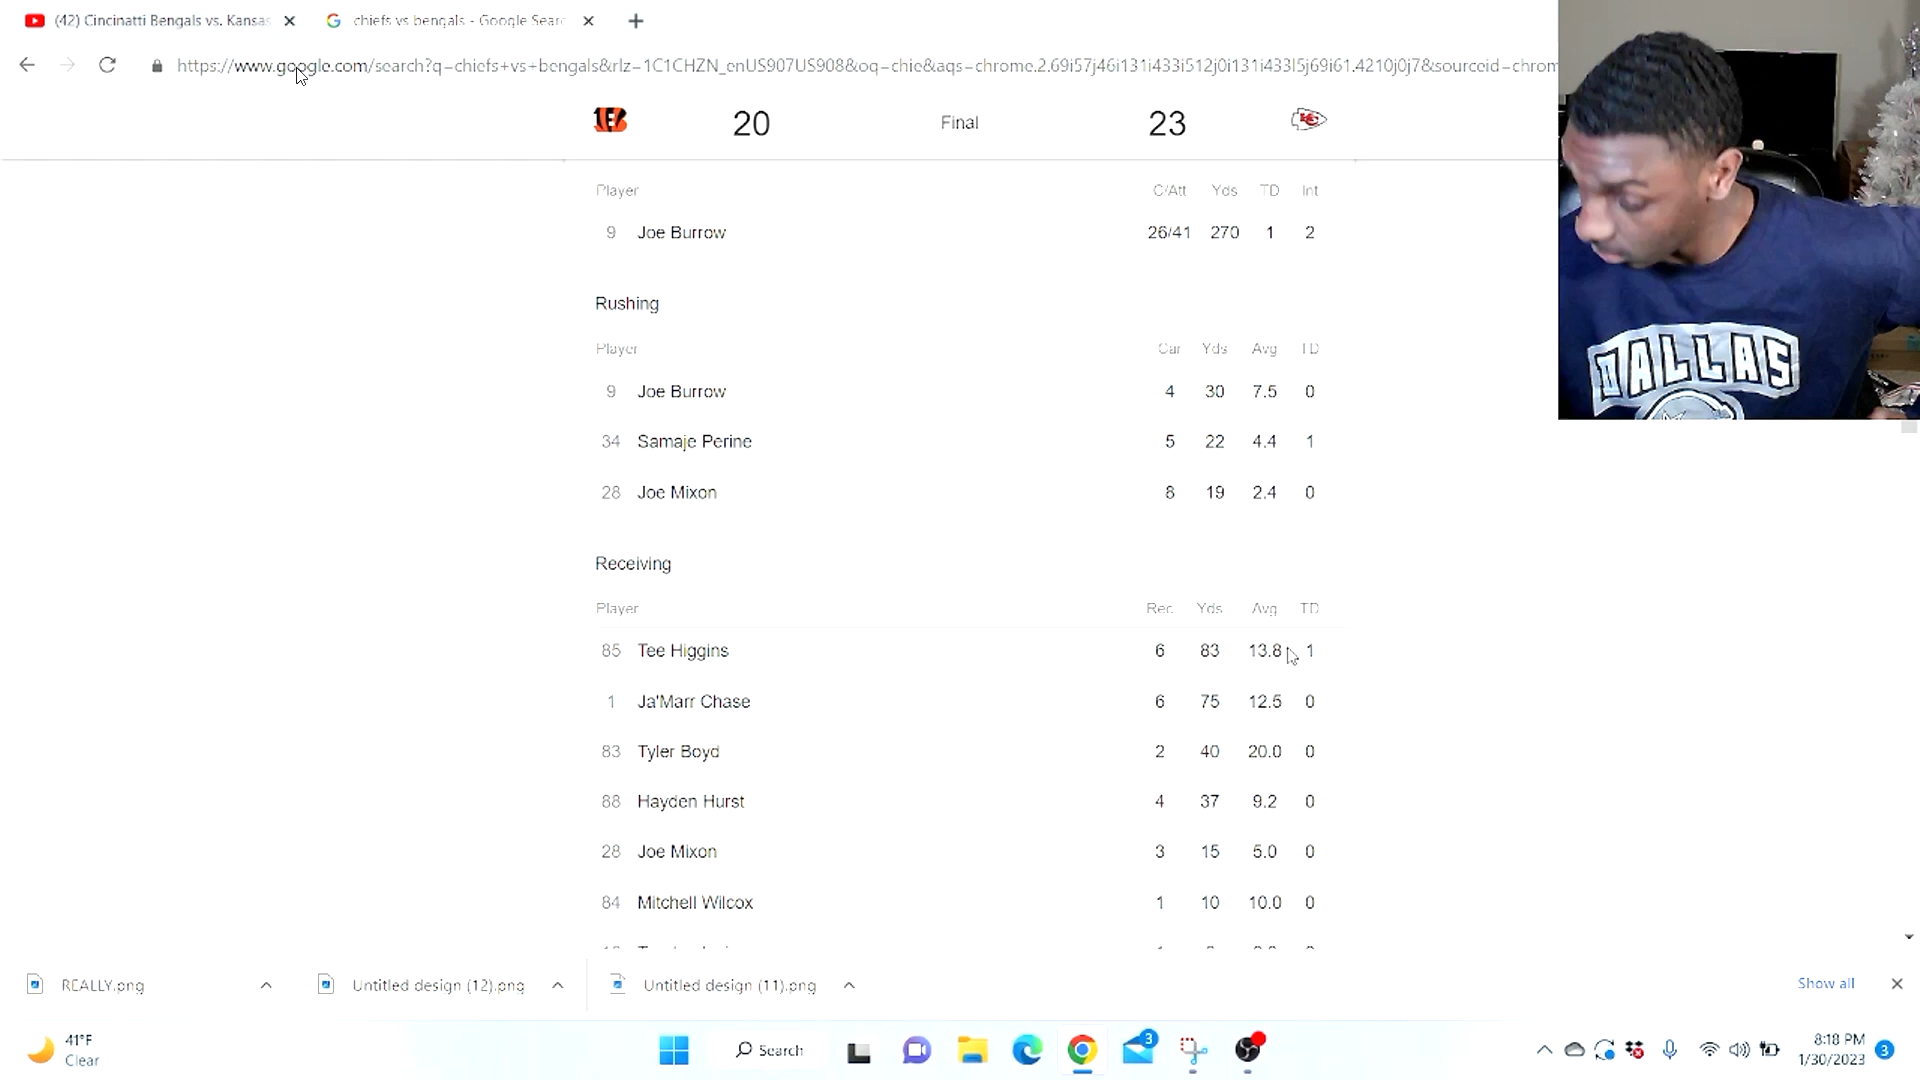 (42) Cincinatti Bengals vs. Kansas
chiefs vs bengals - Google Sear
https://www.google.com/search?q=chiefs+vs+bengals&rlz=1C1CHZN_enUS907US908&oq=chie&aqs=chrome.2.69i57j46i131i433i512j0i131i433l5j69i61.4210j0j7&sourceid=chrom
20 Final 23
Player C/Att Yds TD Int
9 Joe Burrow 26/41 270 1 2
Rushing
Player Car Yds Avg TD
9 Joe Burrow 4 30 7.5 0
34 Samaje Perine 5 22 4.4 1
28 Joe Mixon 8 19 2.4 0
Receiving
Player Rec Yds Avg TD
85 Tee Higgins 6 83 13.8 1
1 Ja'Marr Chase 6 75 12.5 0
83 Tyler Boyd 2 40 20.0 0
88 Hayden Hurst 4 37 9.2 0
28 Joe Mixon 3 15 5.0 0
84 Mitchell Wilcox 1 10 10.0 0
DALLAS
REALLY.png
Untitled design (12).png
Untitled design (11).png
Show all
41°F
Clear
Search
3
8:18 PM
1/30/2023
3